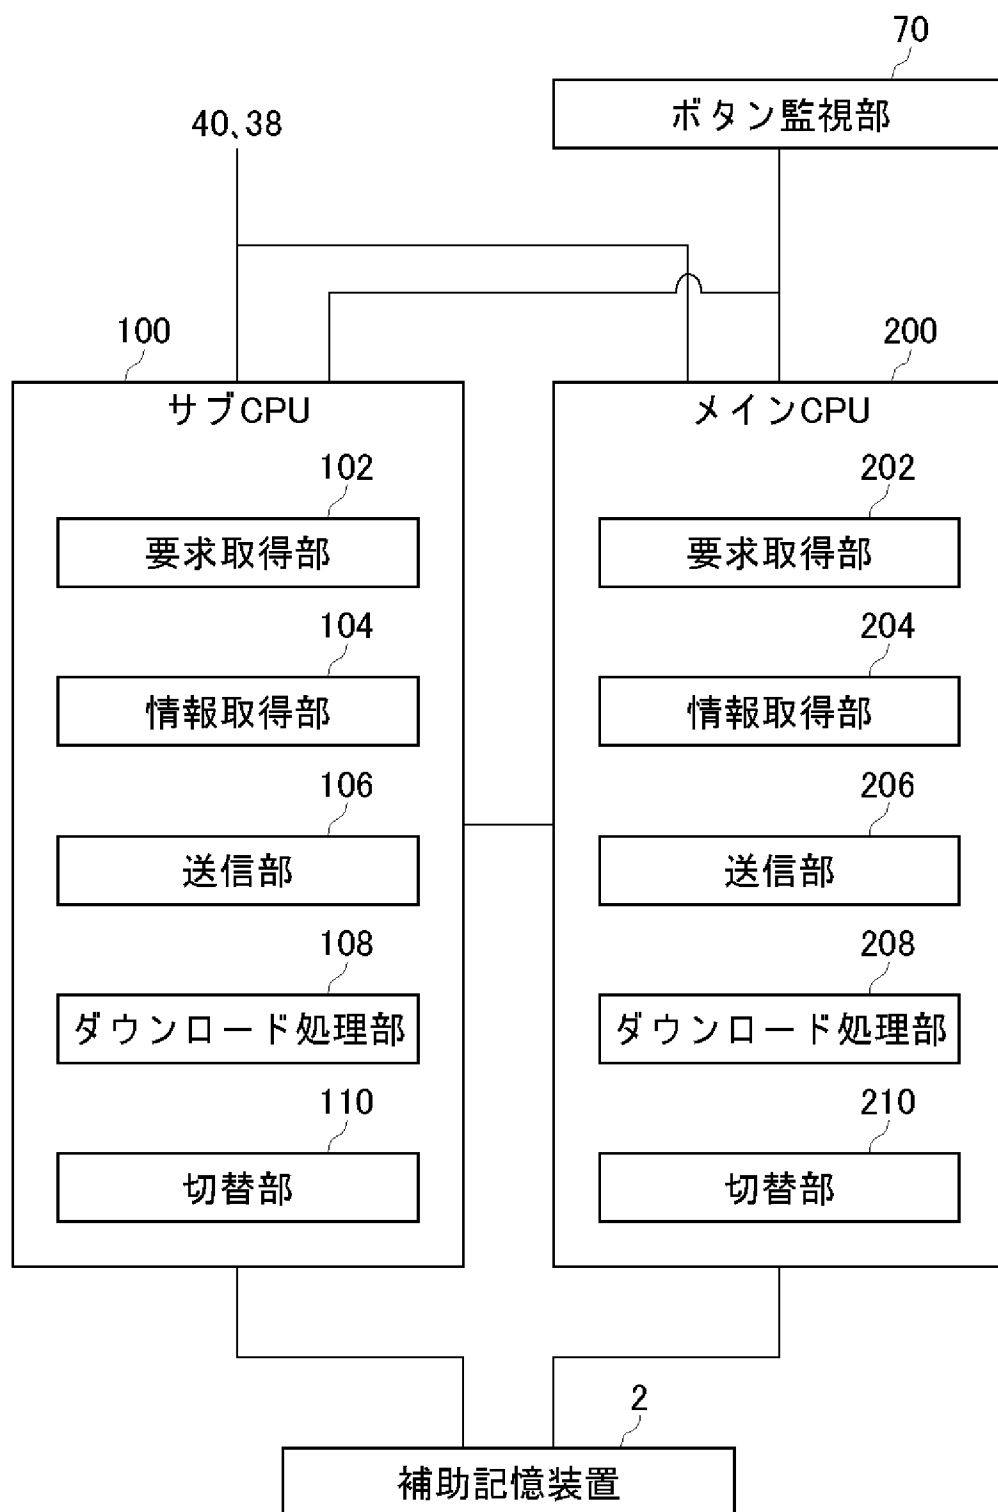 70
ボタン監視部
40、38
100
200
サブCPU
メインCPU
102
202
要求取得部
要求取得部
104
204
情報取得部
情報取得部
106
206
送信部
送信部
108
208
ダウンロード処理部
ダウンロード処理部
110
210
切替部
切替部
2
補助記憶装置